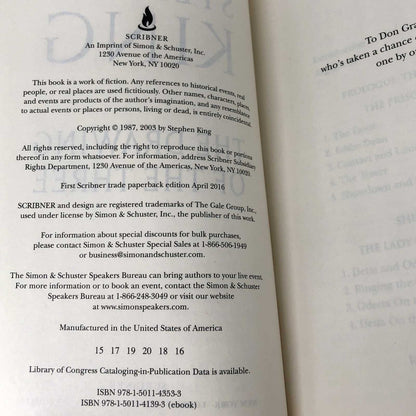 SCRIBNER
An Imprint of Simon & Schuster, Inc.
1230 Avenue of the Americas
New York, NY 10020
This book is a work of fiction. Any references to historical events, real
people, or real places are used fictitiously. Other names, characters, places,
and events are products of the author's imagination, and any resemblance
to actual events or places or persons, living or dead, is entirely coincidental.
Copyright © 1987, 2003 by Stephen King
All rights reserved, including the right to reproduce this book or portions
thereof in any form whatsoever. For information, address Scribner Subsidiary
Rights Department, 1230 Avenue of the Americas, New York, NY 10020.
First Scribner trade paperback edition April 2016
SCRIBNER and design are registered trademarks of The Gale Group, Inc.,
used under license by Simon & Schuster, Inc., the publisher of this work.
For information about special discounts for bulk purchases,
please contact Simon & Schuster Special Sales at 1-866-506-1949
or business@simonandschuster.com.
The Simon & Schuster Speakers Bureau can bring authors to your live event.
For more information or to book an event, contact the Simon & Schuster
Speakers Bureau at 1-866-248-3049 or visit our website
at www.simonspeakers.com.
Manufactured in the United States of America
15 17 19 20 18 16
Library of Congress Cataloging-in-Publication Data is available.
ISBN 978-1-5011-4353-3
ISBN 978-1-5011-4139-3 (ebook)
To Don Gra
who's taken a chance
one by o